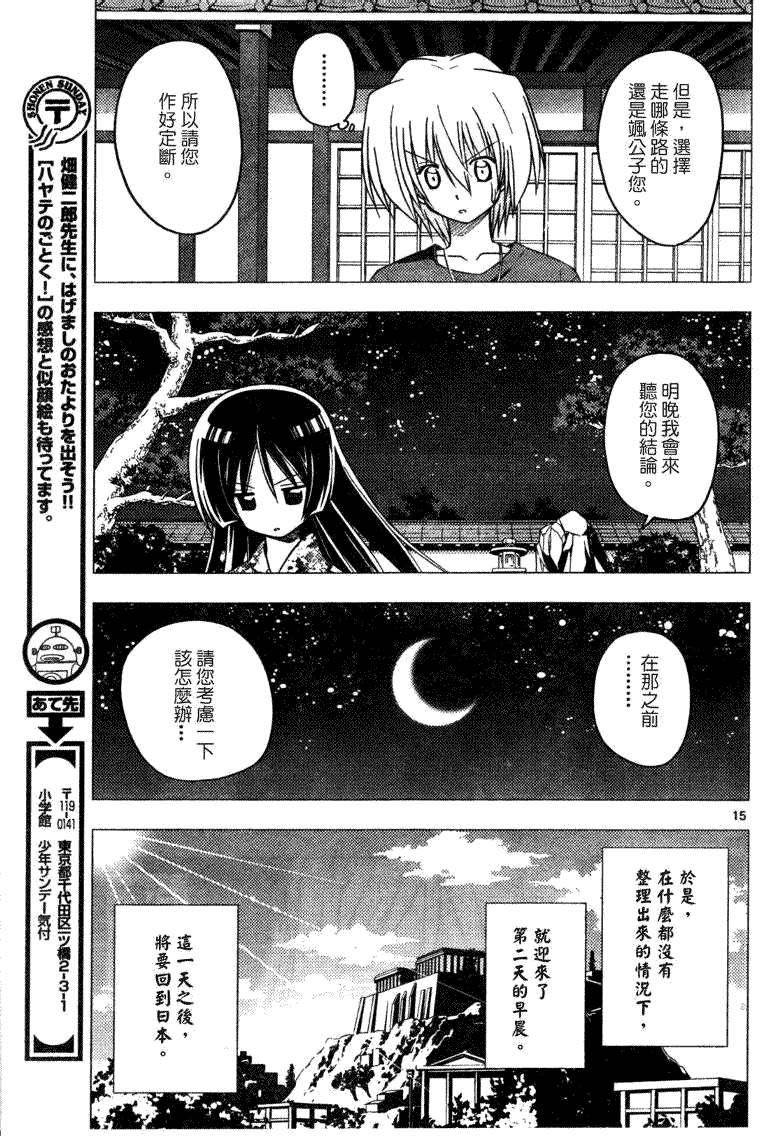 但是，選擇
走哪條路的
還是颯公子您。
………
所以請您
作好定斷。
明晚我會來
聽您的結論。
在那之前
………
請您考慮一下
該怎麼辦…
15
於是，
在什麼都沒有
整理出來的情況下，
就迎來了
第二天的早晨。
這一天之後，
將要回到日本。
SHONEN SUNDAY
〒
畑健二郎先生に、はげましのおたよりを出そう!!
［ハヤテのごとく！］の感想と似顔絵も待ってます。
あて先
〒119-0141 東京都千代田区一ツ橋2-3-1
小学館 少年サンデー気付